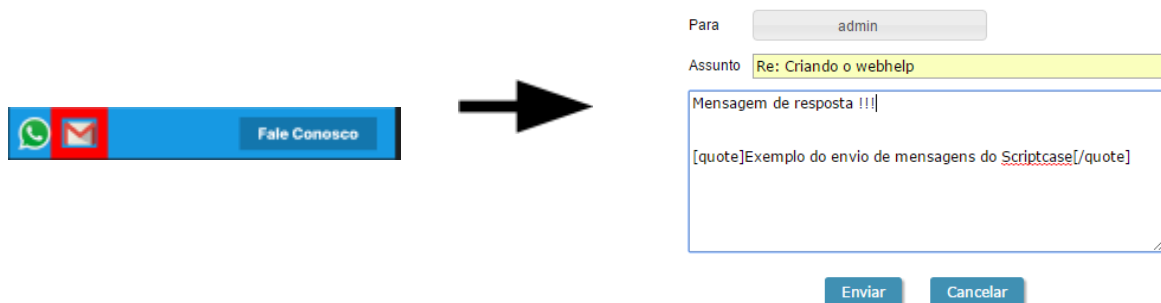 Fale Conosco
Para
admin
Assunto
Re: Criando o webhelp
Mensagem de resposta !!!
[quote]Exemplo do envio de mensagens do Scriptcase[/quote]
Enviar
Cancelar